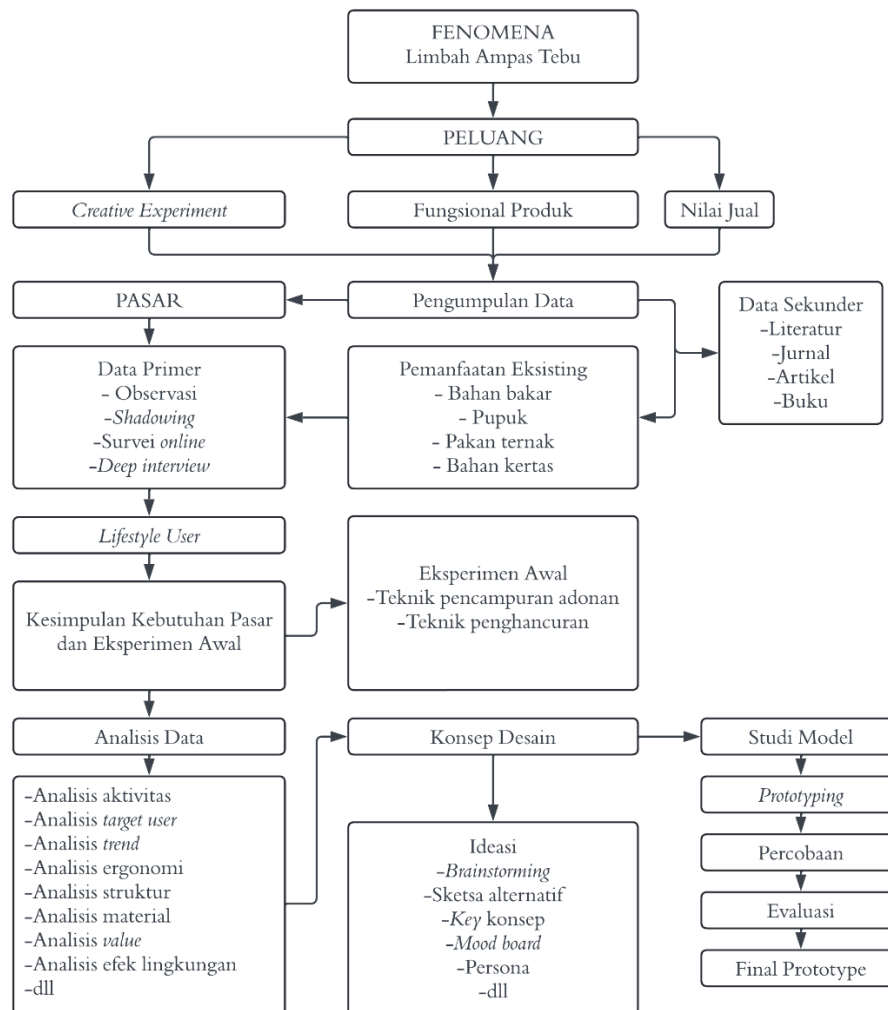 FENOMENA
Limbah Ampas Tebu
PELUANG
Creative Experiment
Fungsional Produk
Nilai Jual
PASAR
Pengumpulan Data
Data Sekunder
-Literatur
-Jurnal
-Artikel
-Buku
Data Primer
- Observasi
-Shadowing
-Survei online
-Deep interview
Pemanfaatan Eksisting
- Bahan bakar
- Pupuk
- Pakan ternak
- Bahan kertas
Lifestyle User
Kesimpulan Kebutuhan Pasar
dan Eksperimen Awal
Eksperimen Awal
-Teknik pencampuran adonan
-Teknik penghancuran
Analisis Data
Konsep Desain
Studi Model
-Analisis aktivitas
-Analisis target user
-Analisis trend
-Analisis ergonomi
-Analisis struktur
-Analisis material
-Analisis value
-Analisis efek lingkungan
-dll
Ideasi
-Brainstorming
-Sketsa alternatif
-Key konsep
-Mood board
-Persona
-dll
Prototyping
Percobaan
Evaluasi
Final Prototype